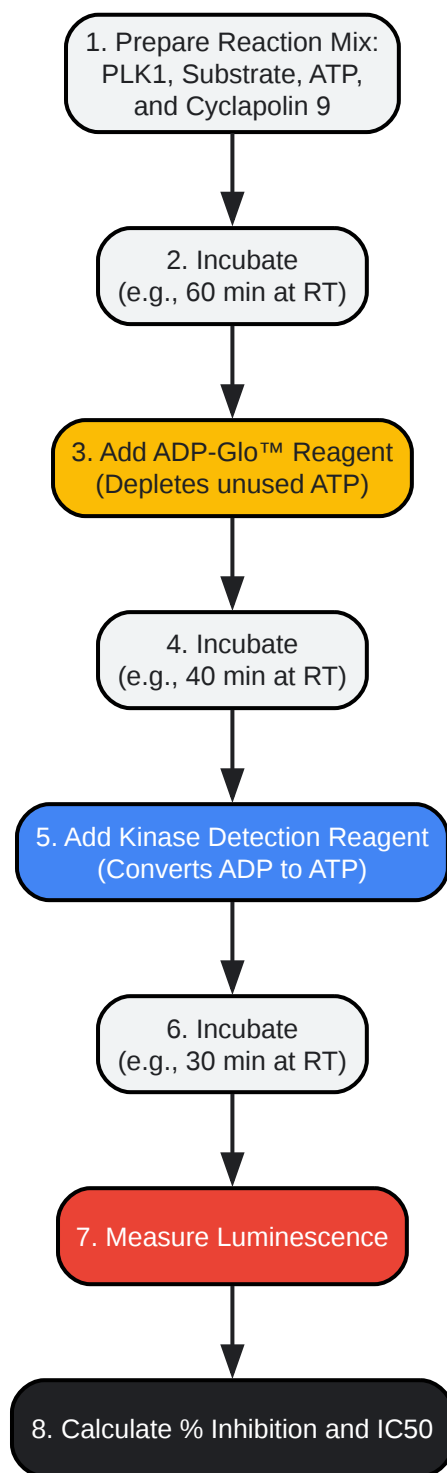 1. Prepare Reaction Mix:
PLK1, Substrate, ATP,
and Cyclapolin 9
2. Incubate
(e.g., 60 min at RT)
3. Add ADP-Glo™ Reagent
(Depletes unused ATP)
4. Incubate
(e.g., 40 min at RT)
5. Add Kinase Detection Reagent
(Converts ADP to ATP)
6. Incubate
(e.g., 30 min at RT)
7. Measure Luminescence
8. Calculate % Inhibition and IC50